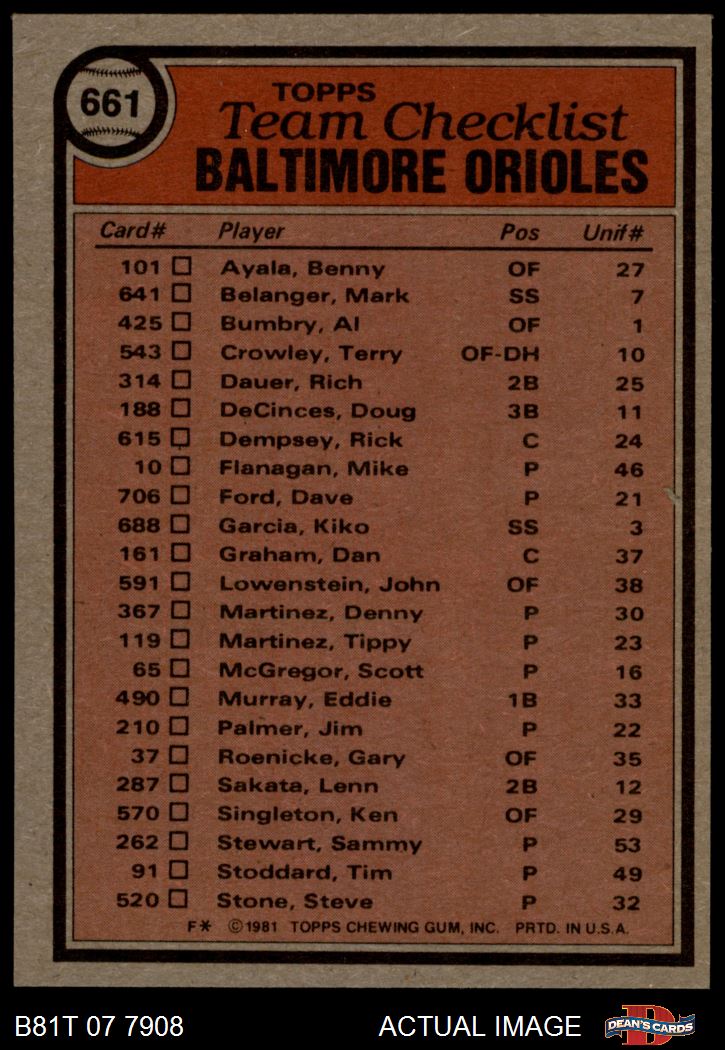 661
TOPPS
Team Checklist
BALTIMORE ORIOLES
Card# Player Pos Unif#
101 Ayala, Benny OF 27
641 Belanger, Mark SS 7
425 Bumbry, Al OF 1
543 Crowley, Terry OF-DH 10
314 Dauer, Rich 2B 25
188 DeCinces, Doug 3B 11
615 Dempsey, Rick C 24
10 Flanagan, Mike P 46
706 Ford, Dave P 21
688 Garcia, Kiko SS 3
161 Graham, Dan C 37
591 Lowenstein, John OF 38
367 Martinez, Denny P 30
119 Martinez, Tippy P 23
65 McGregor, Scott P 16
490 Murray, Eddie 1B 33
210 Palmer, Jim P 22
37 Roenicke, Gary OF 35
287 Sakata, Lenn 2B 12
570 Singleton, Ken OF 29
262 Stewart, Sammy P 53
91 Stoddard, Tim P 49
520 Stone, Steve P 32
F* © 1981 TOPPS CHEWING GUM, INC. PRTD. IN U.S.A.
B81T 07 7908 ACTUAL IMAGE DEAN'S CARDS